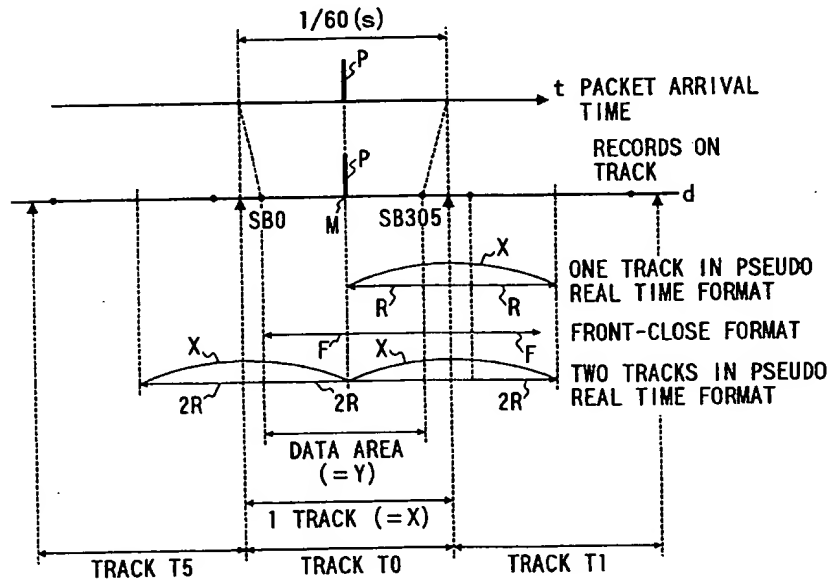 1/60(s)
P
t PACKET ARRIVAL
TIME
RECORDS ON
TRACK
P
d
SB0
M
SB305
X
ONE TRACK IN PSEUDO
REAL TIME FORMAT
R
R
FRONT-CLOSE FORMAT
F
F
X
X
TWO TRACKS IN PSEUDO
REAL TIME FORMAT
2R
2R
2R
DATA AREA
(=Y)
1 TRACK (=X)
TRACK T5
TRACK T0
TRACK T1